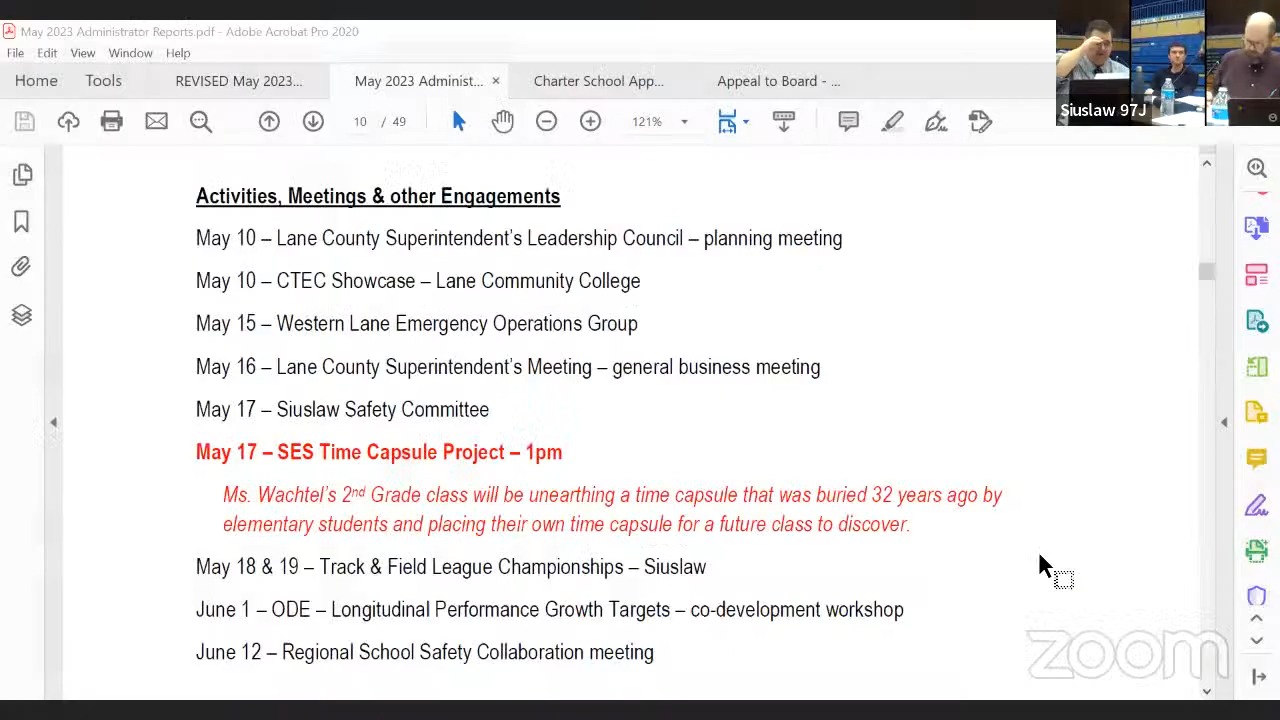 May 2023 Administrator Reports.pdf - Adobe Acrobat Pro 2020
File Edit View Window Help
Home Tools REVISED May 2023... May 2023 Administ... × Charter School App... Appeal to Board - ...
10 / 49 121%
Siuslaw 97J
Activities, Meetings & other Engagements
May 10 – Lane County Superintendent's Leadership Council – planning meeting
May 10 – CTEC Showcase – Lane Community College
May 15 – Western Lane Emergency Operations Group
May 16 – Lane County Superintendent's Meeting – general business meeting
May 17 – Siuslaw Safety Committee
May 17 – SES Time Capsule Project – 1pm
Ms. Wachtel's 2nd Grade class will be unearthing a time capsule that was buried 32 years ago by
elementary students and placing their own time capsule for a future class to discover.
May 18 & 19 – Track & Field League Championships – Siuslaw
June 1 – ODE – Longitudinal Performance Growth Targets – co-development workshop
June 12 – Regional School Safety Collaboration meeting
zoom